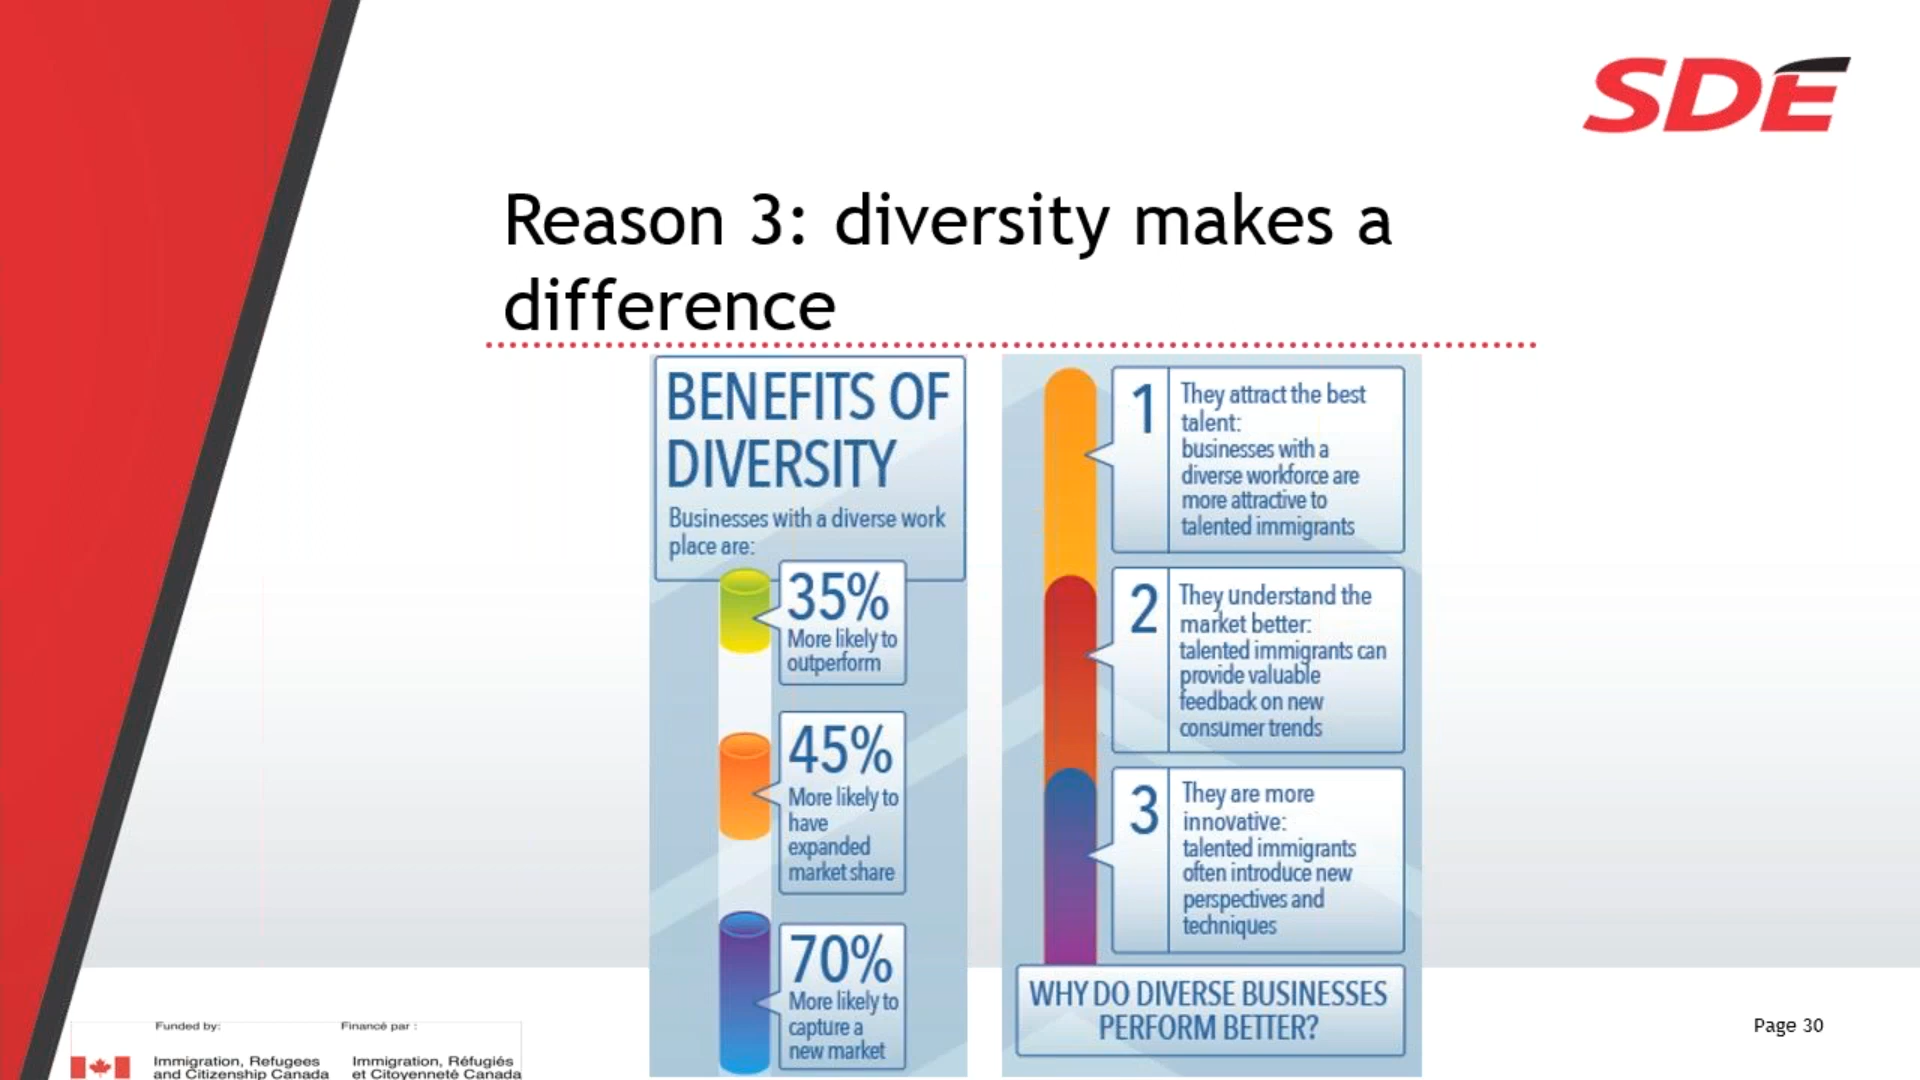 SDE
Reason 3: diversity makes a
difference
BENEFITS OF
DIVERSITY
Businesses with a diverse work
place are:
35%
More likely to
outperform
45%
More likely to
have
expanded
market share
70%
More likely to
capture a
new market
1
They attract the best
talent:
businesses with a
diverse workforce are
more attractive to
talented immigrants
2
They understand the
market better:
talented immigrants can
provide valuable
feedback on new
consumer trends
3
They are more
innovative:
talented immigrants
often introduce new
perspectives and
techniques
WHY DO DIVERSE BUSINESSES
PERFORM BETTER?
Funded by:
Financé par :
Immigration, Refugees
and Citizenship Canada
Immigration, Réfugiés
et Citoyenneté Canada
Page 30